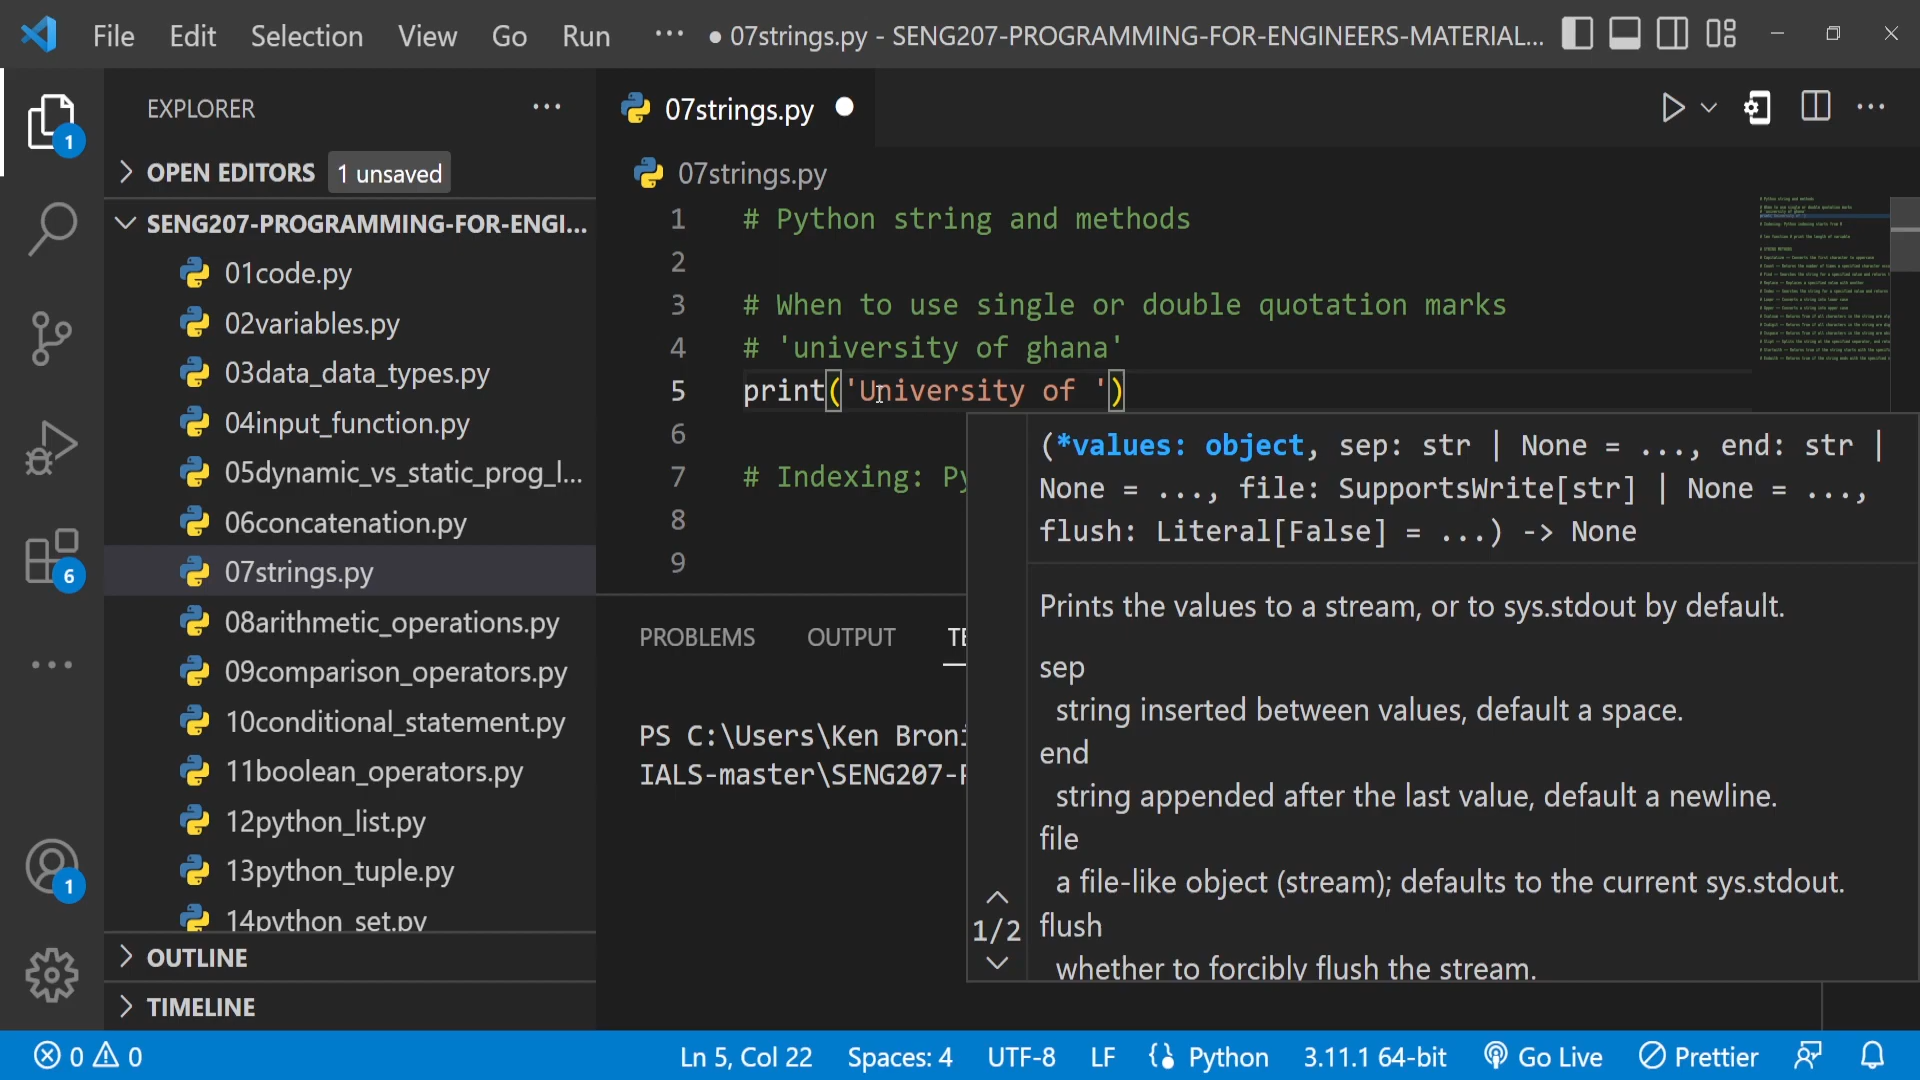 File Edit Selection View Go Run ··· ● 07strings.py - SENG207-PROGRAMMING-FOR-ENGINEERS-MATERIAL...
EXPLORER ···
OPEN EDITORS 1 unsaved
SENG207-PROGRAMMING-FOR-ENGI...
01code.py
02variables.py
03data_data_types.py
04input_function.py
05dynamic_vs_static_prog_l...
06concatenation.py
07strings.py
08arithmetic_operations.py
09comparison_operators.py
10conditional_statement.py
11boolean_operators.py
12python_list.py
13python_tuple.py
14python_set.py
OUTLINE
TIMELINE
1
6
1
07strings.py ●
07strings.py
1 # Python string and methods
2
3 # When to use single or double quotation marks
4 # 'university of ghana'
5 print('University of ')
6
7 # Indexing: Py
8
9
(*values: object, sep: str | None = ..., end: str |
None = ..., file: SupportsWrite[str] | None = ...,
flush: Literal[False] = ...) -> None
Prints the values to a stream, or to sys.stdout by default.
sep
string inserted between values, default a space.
end
string appended after the last value, default a newline.
file
a file-like object (stream); defaults to the current sys.stdout.
flush
whether to forcibly flush the stream.
1/2
PROBLEMS OUTPUT TE
PS C:\Users\Ken Broni
IALS-master\SENG207-P
0 0 Ln 5, Col 22 Spaces: 4 UTF-8 LF Python 3.11.1 64-bit Go Live Prettier